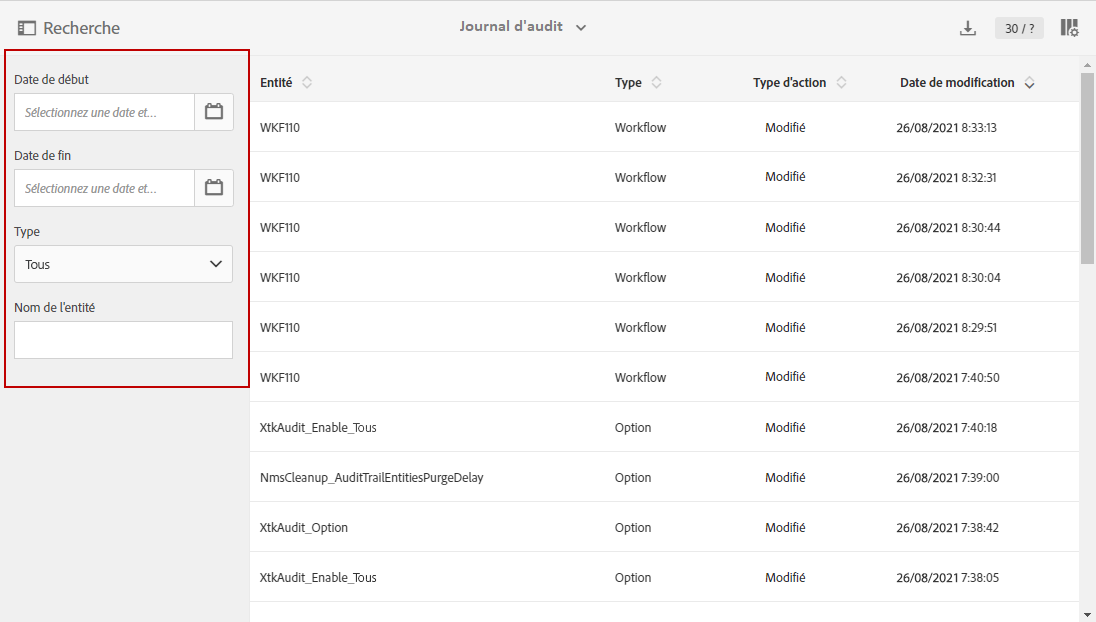 Recherche
Journal d'audit
30 / ?
Date de début
Sélectionnez une date et...
Date de fin
Sélectionnez une date et...
Type
Tous
Nom de l'entité
Entité Type Type d'action Date de modification
WKF110 Workflow Modifié 26/08/2021 8:33:13
WKF110 Workflow Modifié 26/08/2021 8:32:31
WKF110 Workflow Modifié 26/08/2021 8:30:44
WKF110 Workflow Modifié 26/08/2021 8:30:04
WKF110 Workflow Modifié 26/08/2021 8:29:51
WKF110 Workflow Modifié 26/08/2021 7:40:50
XtkAudit_Enable_Tous Option Modifié 26/08/2021 7:40:18
NmsCleanup_AuditTrailEntitiesPurgeDelay Option Modifié 26/08/2021 7:39:00
XtkAudit_Option Option Modifié 26/08/2021 7:38:42
XtkAudit_Enable_Tous Option Modifié 26/08/2021 7:38:05